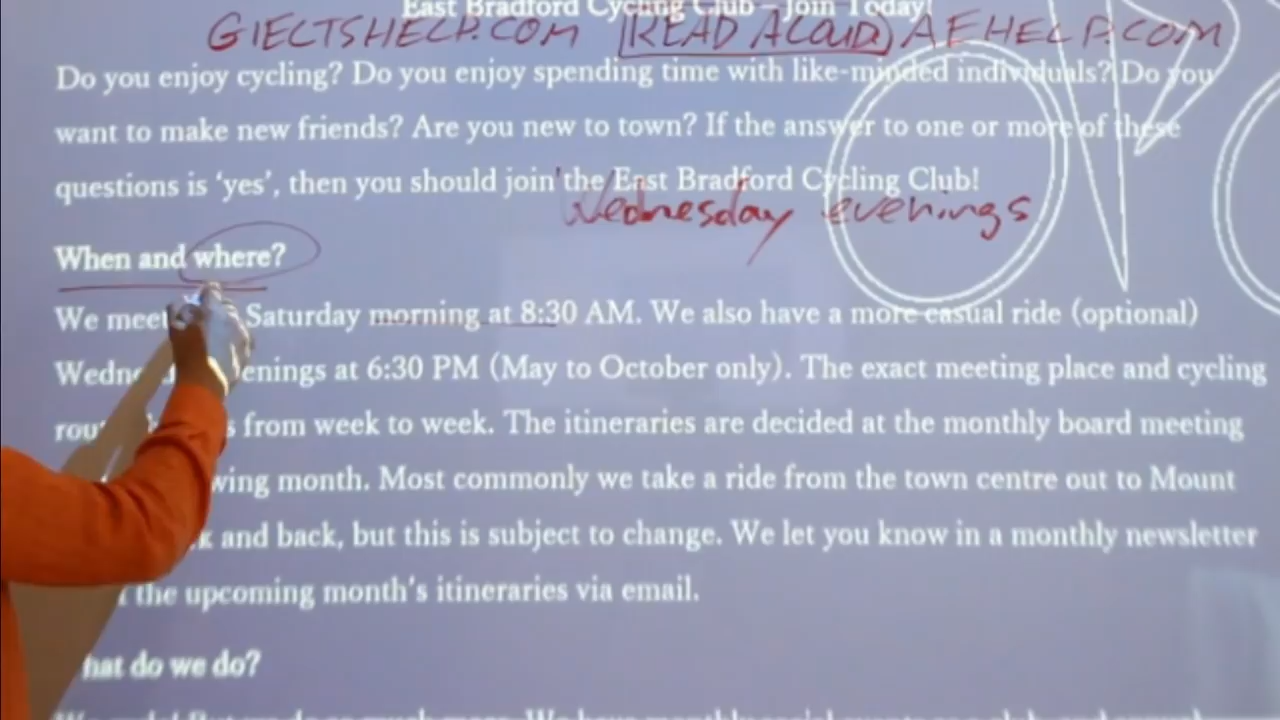 East Bradford Cycling Club – Join Today!
GIELTSHELP.COM READ ALOUD AEHELP.COM
Do you enjoy cycling? Do you enjoy spending time with like-minded individuals? Do you
want to make new friends? Are you new to town? If the answer to one or more of these
questions is ‘yes’, then you should join the East Bradford Cycling Club!
Wednesday evenings
When and where?
We meet Saturday morning at 8:30 AM. We also have a more casual ride (optional)
at 6:30 PM (May to October only). The exact meeting place and cycling
from week to week. The itineraries are decided at the monthly board meeting
month. Most commonly we take a ride from the town centre out to Mount
and back, but this is subject to change. We let you know in a monthly newsletter
the upcoming month's itineraries via email.
do we do?